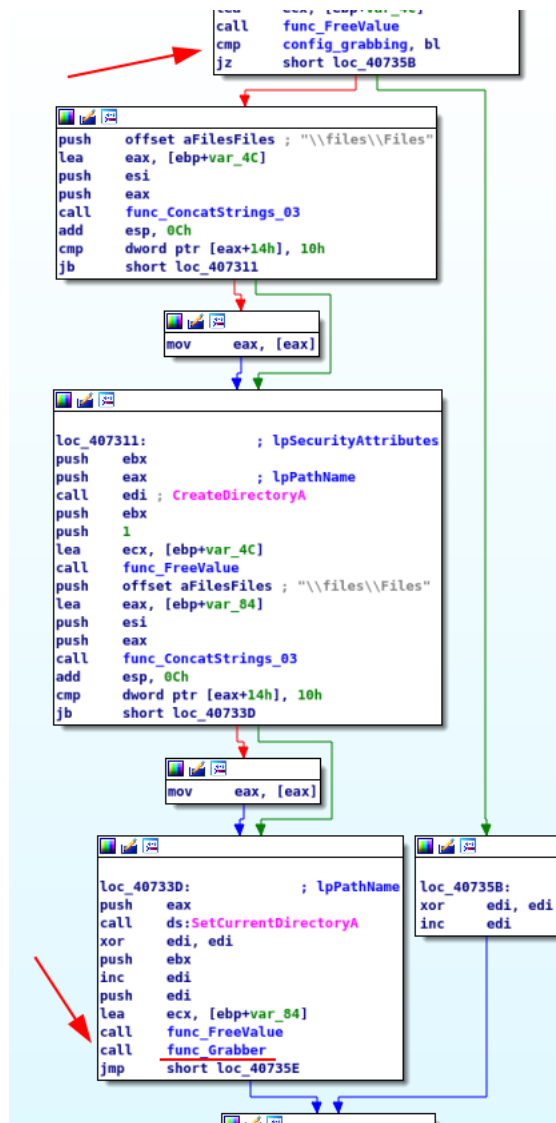 lea ecx, [ebp+var_4C]
call func_FreeValue
cmp config_grabbing, bl
jz short loc_40735B
push offset aFilesFiles ; "\\files\\Files"
lea eax, [ebp+var_4C]
push esi
push eax
call func_ConcatStrings_03
add esp, 0Ch
cmp dword ptr [eax+14h], 10h
jb short loc_407311
mov eax, [eax]
loc_407311: ; lpSecurityAttributes
push ebx
push eax ; lpPathName
call edi ; CreateDirectoryA
push ebx
push 1
lea ecx, [ebp+var_4C]
call func_FreeValue
push offset aFilesFiles ; "\\files\\Files"
lea eax, [ebp+var_84]
push esi
push eax
call func_ConcatStrings_03
add esp, 0Ch
cmp dword ptr [eax+14h], 10h
jb short loc_40733D
mov eax, [eax]
loc_40733D: ; lpPathName
push eax
call ds:SetCurrentDirectoryA
xor edi, edi
push ebx
inc edi
push edi
lea ecx, [ebp+var_84]
call func_FreeValue
call func_Grabber
jmp short loc_40735E
loc_40735B:
xor edi, edi
inc edi